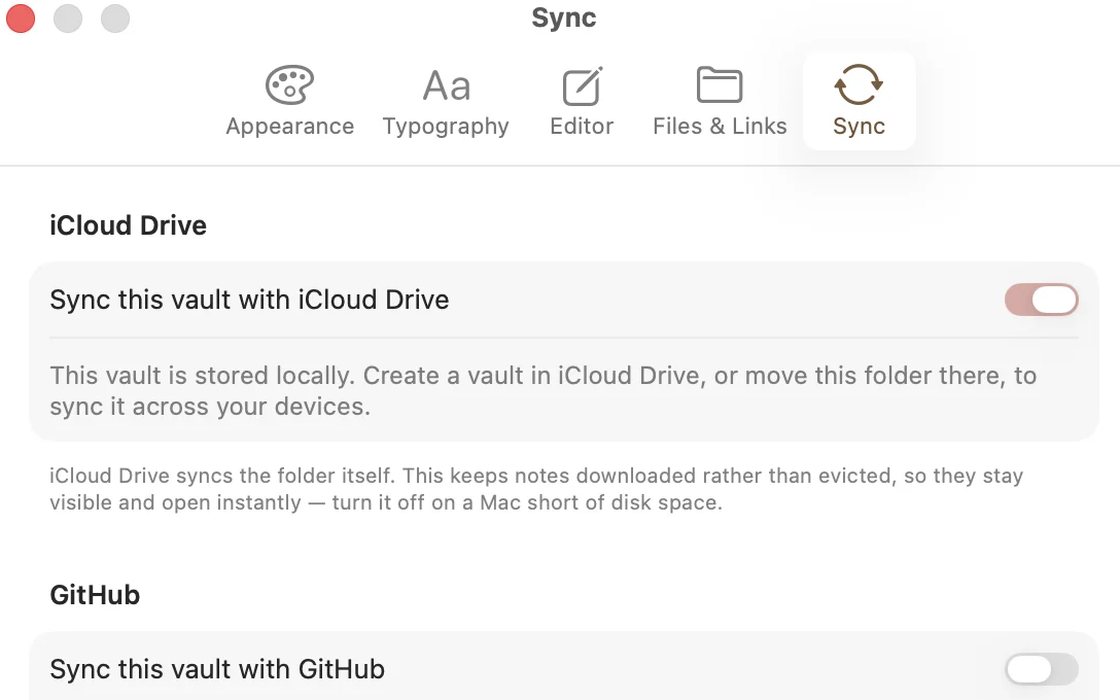 Sync
Appearance
Aa
Typography
Editor
Files & Links
Sync
iCloud Drive
Sync this vault with iCloud Drive
This vault is stored locally. Create a vault in iCloud Drive, or move this folder there, to
sync it across your devices.
iCloud Drive syncs the folder itself. This keeps notes downloaded rather than evicted, so they stay
visible and open instantly — turn it off on a Mac short of disk space.
GitHub
Sync this vault with GitHub